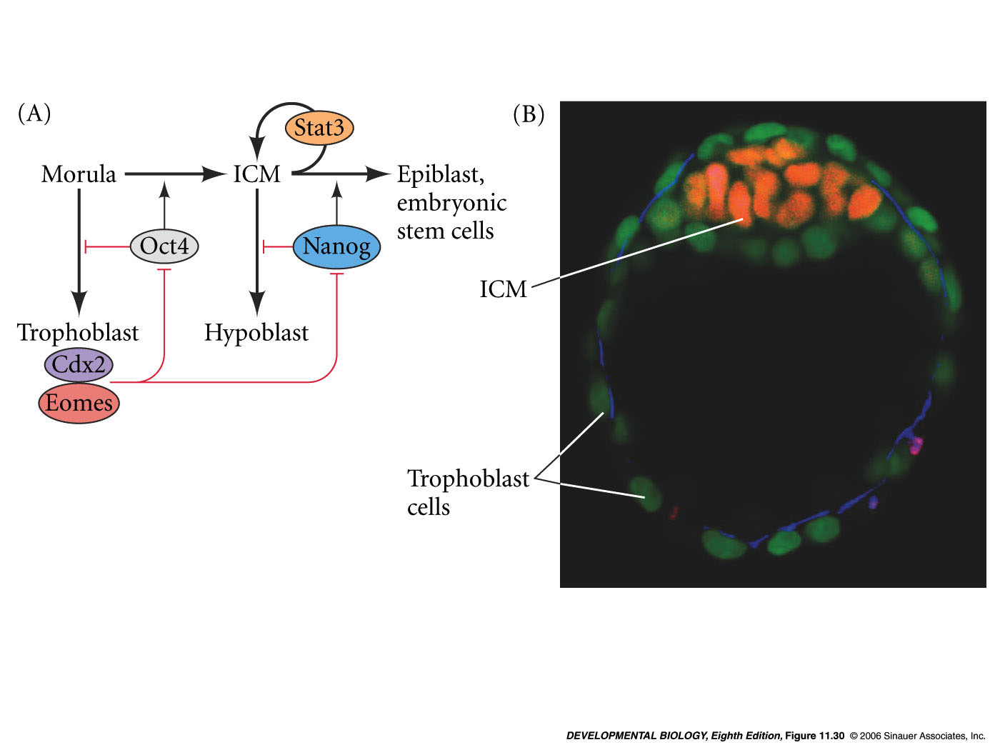 (A)
Stat3
Morula
ICM
Epiblast,
embryonic
stem cells
Oct4
Nanog
Trophoblast
Hypoblast
Cdx2
Eomes
(B)
ICM
Trophoblast
cells
DEVELOPMENTAL BIOLOGY, Eighth Edition, Figure 11.30 © 2006 Sinauer Associates, Inc.